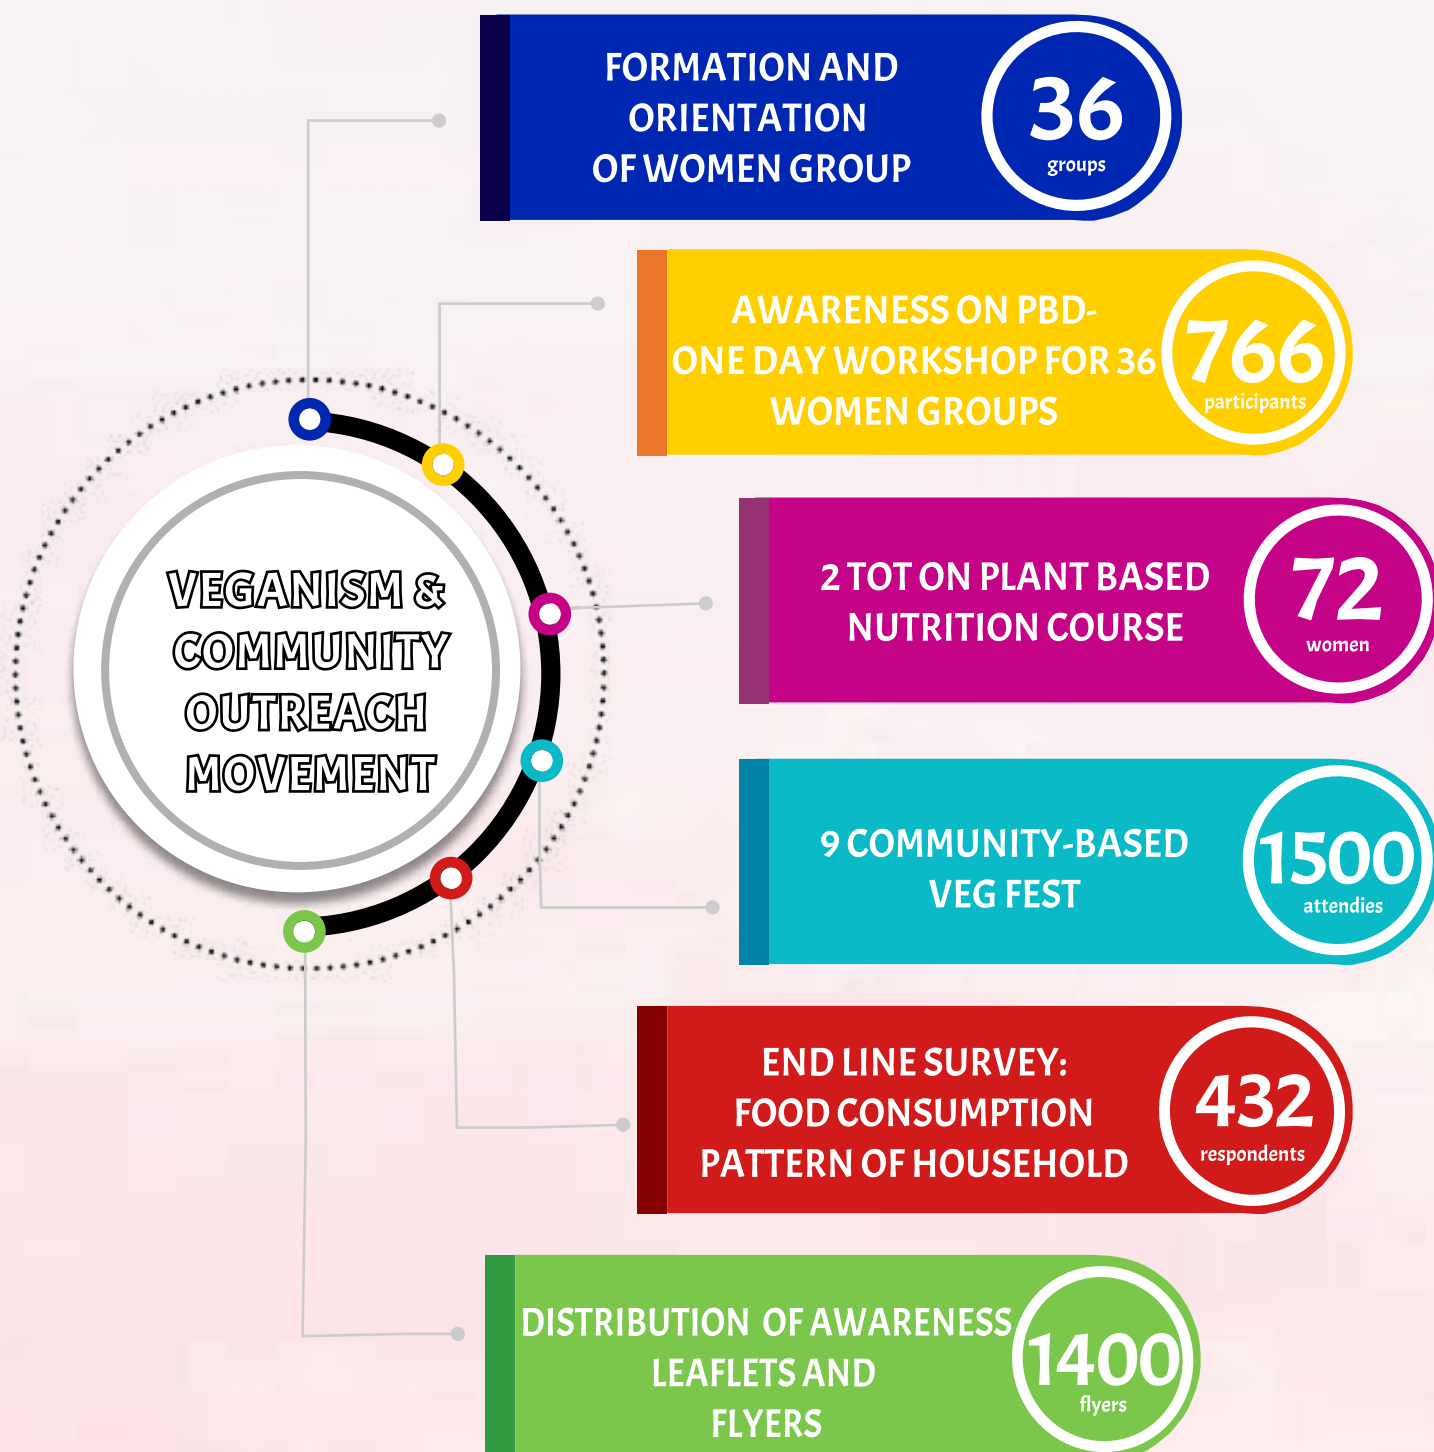 FORMATION AND
ORIENTATION
OF WOMEN GROUP
36
groups
AWARENESS ON PBD-
ONE DAY WORKSHOP FOR 36
WOMEN GROUPS
766
participants
2 TOT ON PLANT BASED
NUTRITION COURSE
72
women
VEGANISM &
COMMUNITY
OUTREACH
MOVEMENT
9 COMMUNITY-BASED
VEG FEST
1500
attendies
END LINE SURVEY:
FOOD CONSUMPTION
PATTERN OF HOUSEHOLD
432
respondents
DISTRIBUTION OF AWARENESS
LEAFLETS AND
FLYERS
1400
flyers